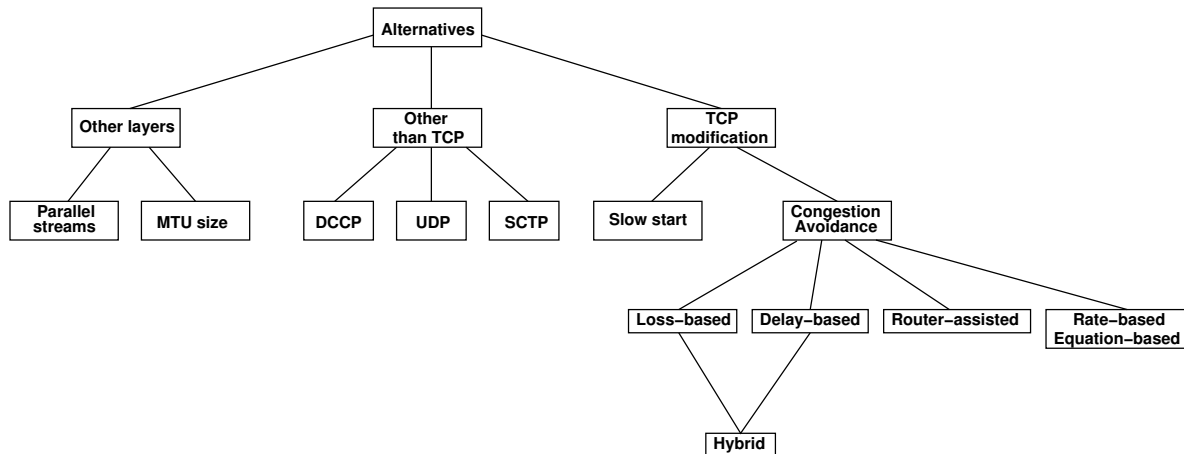 Alternatives
Other layers
Other
than TCP
TCP
modification
Parallel
streams
MTU size
DCCP
UDP
SCTP
Slow start
Congestion
Avoidance
Loss−based
Delay−based
Router−assisted
Rate−based
Equation−based
Hybrid